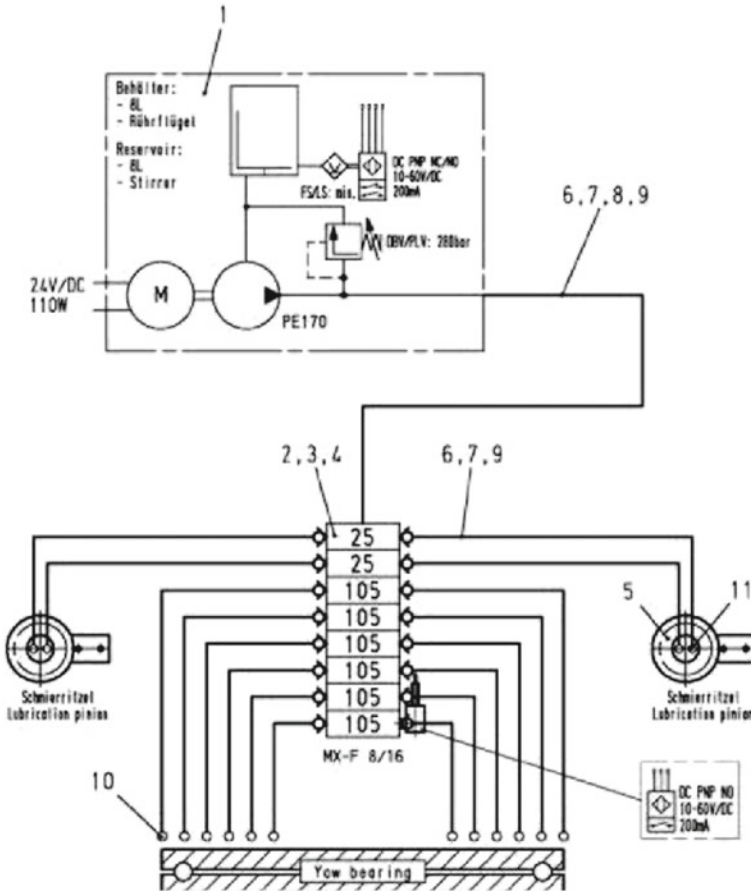 1
Behälter:
- 8L
- Rührflügel
Reservoir:
- 8L
- Stirrer
DC PNP NC/NO
10-60V/DC
200mA
FS/LS: min.
6,7,8,9
DBV/PLV: 280bar
24V/DC
110W
M
PE170
2,3,4
6,7,9
25
25
105
105
105
105
105
105
MX-F 8/16
5
11
Schmierritzel
Lubrication pinion
Schmierritzel
Lubrication pinion
10
DC PNP NO
10-60V/DC
200mA
Yaw bearing